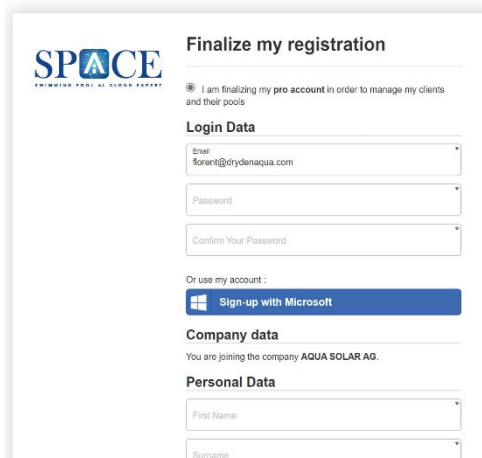 Finalize my registration
SPACE
SWIMMING POOL AI CLOUD EXPERT
I am finalizing my pro account in order to manage my clients
and their pools
Login Data
Email
*
florent@drydenaqua.com
Password
*
Confirm Your Password
*
Or use my account :
Sign-up with Microsoft
Company data
You are joining the company AQUA SOLAR AG.
Personal Data
First Name
*
Surname
*